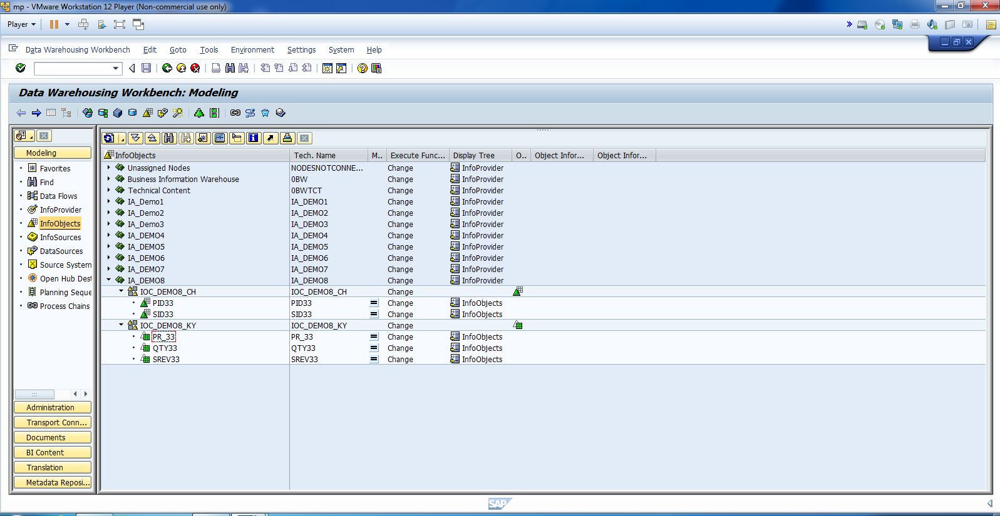 mp - VMware Workstation 12 Player (Non-commercial use only)
Player
Data Warehousing Workbench Edit Goto Tools Environment Settings System Help
Data Warehousing Workbench: Modeling
Modeling
Favorites
Find
Data Flows
InfoProvider
InfoObjects
InfoSources
DataSources
Source System
Open Hub Dest
Planning Seque
Process Chains
Administration
Transport Conn...
Documents
BI Content
Translation
Metadata Reposi...
InfoObjects Tech. Name M.. Execute Func... Display Tree O.. Object Infor... Object Infor...
Unassigned Nodes NODESNOTCONNE... Change InfoProvider
Business Information Warehouse 0BW Change InfoProvider
Technical Content 0BWTCT Change InfoProvider
IA_Demo1 IA_DEMO1 Change InfoProvider
IA_Demo2 IA_DEMO2 Change InfoProvider
IA_Demo3 IA_DEMO3 Change InfoProvider
IA_DEMO4 IA_DEMO4 Change InfoProvider
IA_DEMO5 IA_DEMO5 Change InfoProvider
IA_DEMO6 IA_DEMO6 Change InfoProvider
IA_DEMO7 IA_DEMO7 Change InfoProvider
IA_DEMO8 IA_DEMO8 Change InfoProvider
IOC_DEMO8_CH IOC_DEMO8_CH Change
PID33 PID33 = Change InfoObjects
SID33 SID33 = Change InfoObjects
IOC_DEMO8_KY IOC_DEMO8_KY Change
PR_33 PR_33 = Change InfoObjects
QTY33 QTY33 = Change InfoObjects
SREV33 SREV33 = Change InfoObjects
SAP